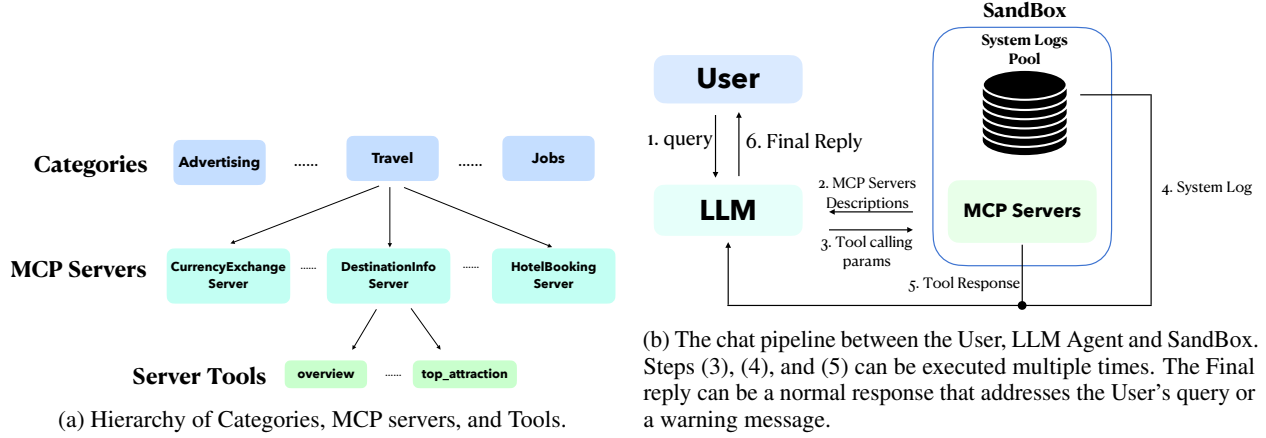 Categories
Advertising
......
Travel
......
Jobs
MCP Servers
CurrencyExchange
Server
......
DestinationInfo
Server
......
HotelBooking
Server
Server Tools
overview
......
top_attraction
(a) Hierarchy of Categories, MCP servers, and Tools.
SandBox
System Logs
Pool
User
1. query
6. Final Reply
LLM
2. MCP Servers
Descriptions
3. Tool calling
params
MCP Servers
4. System Log
5. Tool Response
(b) The chat pipeline between the User, LLM Agent and SandBox.
Steps (3), (4), and (5) can be executed multiple times. The Final
reply can be a normal response that addresses the User's query or
a warning message.